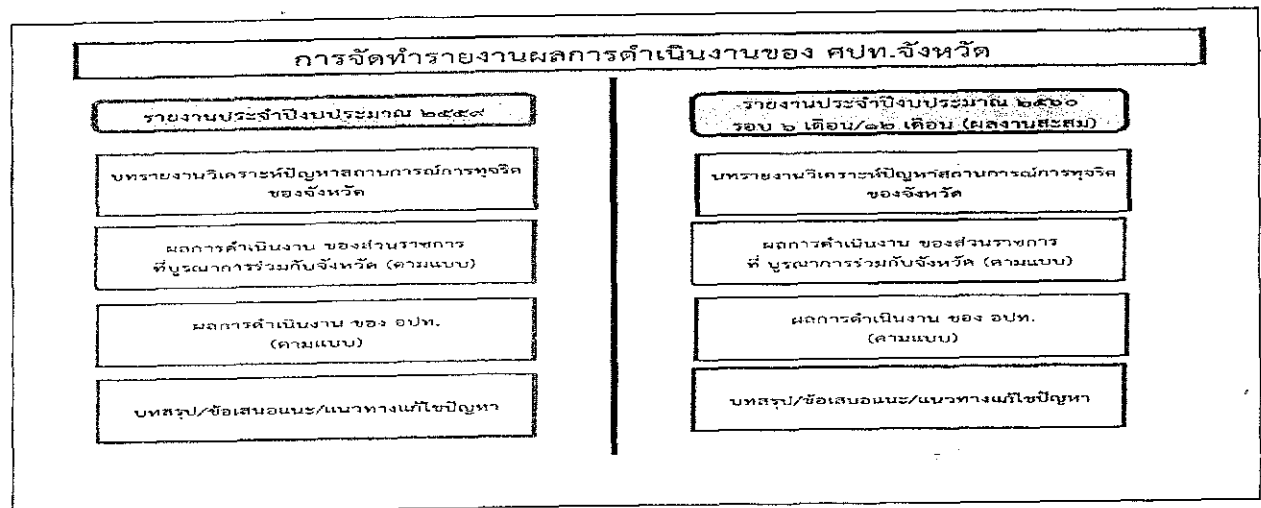 การจัดทำรายงานผลการดำเนินงานของ ศปท.จังหวัด
รายงานประจำปีงบประมาณ ๒๕๕๙
บทรายงานวิเคราะห์ปัญหาสถานการณ์การทุจริต
ของจังหวัด
ผลการดำเนินงาน ของส่วนราชการ
ที่บูรณาการร่วมกับจังหวัด (ตามแบบ)
ผลการดำเนินงาน ของ อปท.
(ตามแบบ)
บทสรุป/ข้อเสนอแนะ/แนวทางแก้ไขปัญหา
รายงานประจำปีงบประมาณ ๒๕๖๐
รอบ ๖ เดือน/๑๒ เดือน (ผลงานสะสม)
บทรายงานวิเคราะห์ปัญหาสถานการณ์การทุจริต
ของจังหวัด
ผลการดำเนินงาน ของส่วนราชการ
ที่ บูรณาการร่วมกับจังหวัด (ตามแบบ)
ผลการดำเนินงาน ของ อปท.
(ตามแบบ)
บทสรุป/ข้อเสนอแนะ/แนวทางแก้ไขปัญหา